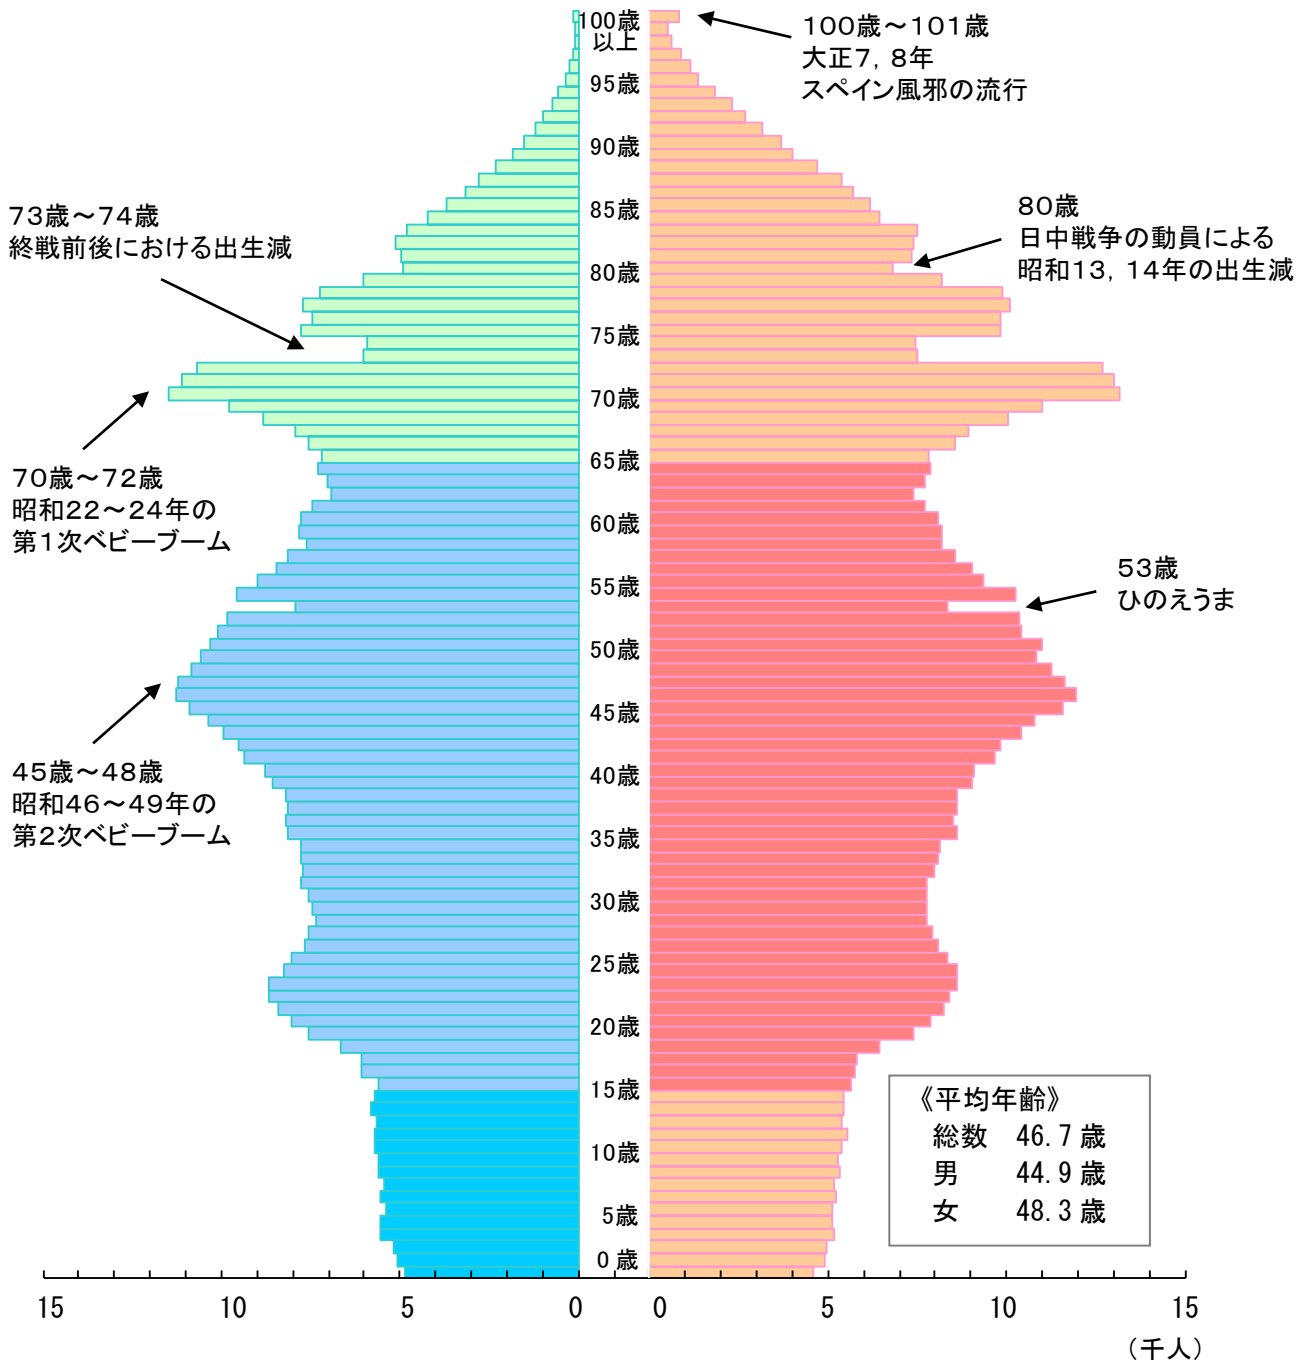 100歳
以上
95歳
90歳
85歳
80歳
75歳
70歳
65歳
60歳
55歳
50歳
45歳
40歳
35歳
30歳
25歳
20歳
15歳
10歳
5歳
0歳
100歳～101歳
大正7，8年
スペイン風邪の流行
73歳～74歳
終戦前後における出生減
80歳
日中戦争の動員による
昭和13，14年の出生減
70歳～72歳
昭和22～24年の
第1次ベビーブーム
53歳
ひのえうま
45歳～48歳
昭和46～49年の
第2次ベビーブーム
《平均年齢》
総数 46.7歳
男 44.9歳
女 48.3歳
15 10 5 0 0 5 10 15
（千人）